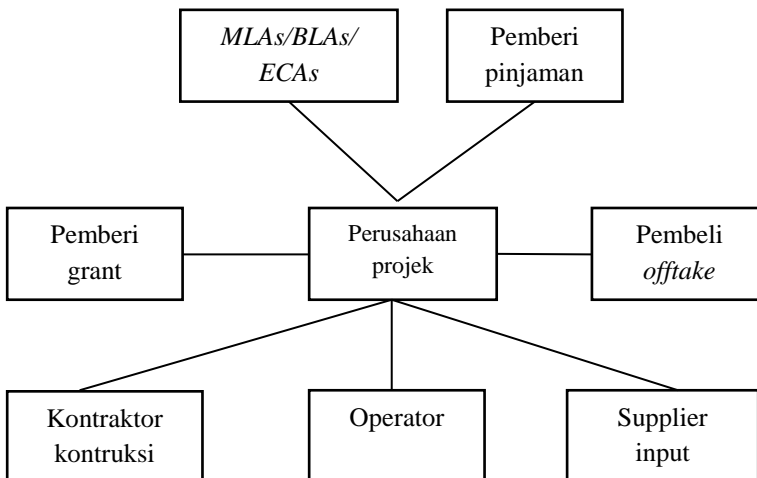 MLAs/BLAs/
ECAs
Pemberi
pinjaman
Pemberi
grant
Perusahaan
projek
Pembeli
offtake
Kontraktor
kontruksi
Operator
Supplier
input